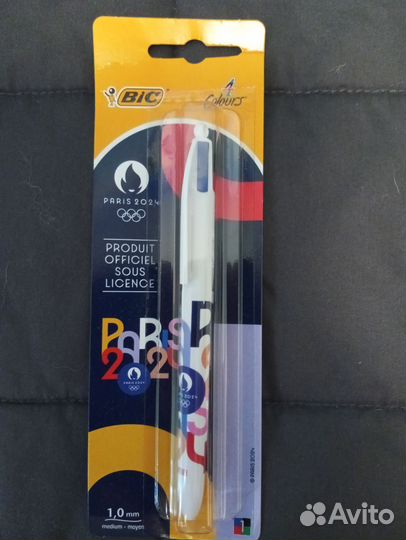 BIC
4 Colours
PARIS 2024
PRODUIT
OFFICIEL
SOUS
LICENCE
PARIS
2024
PARIS 2024
1,0 mm
medium - moyen
© PARIS 2024
Avito